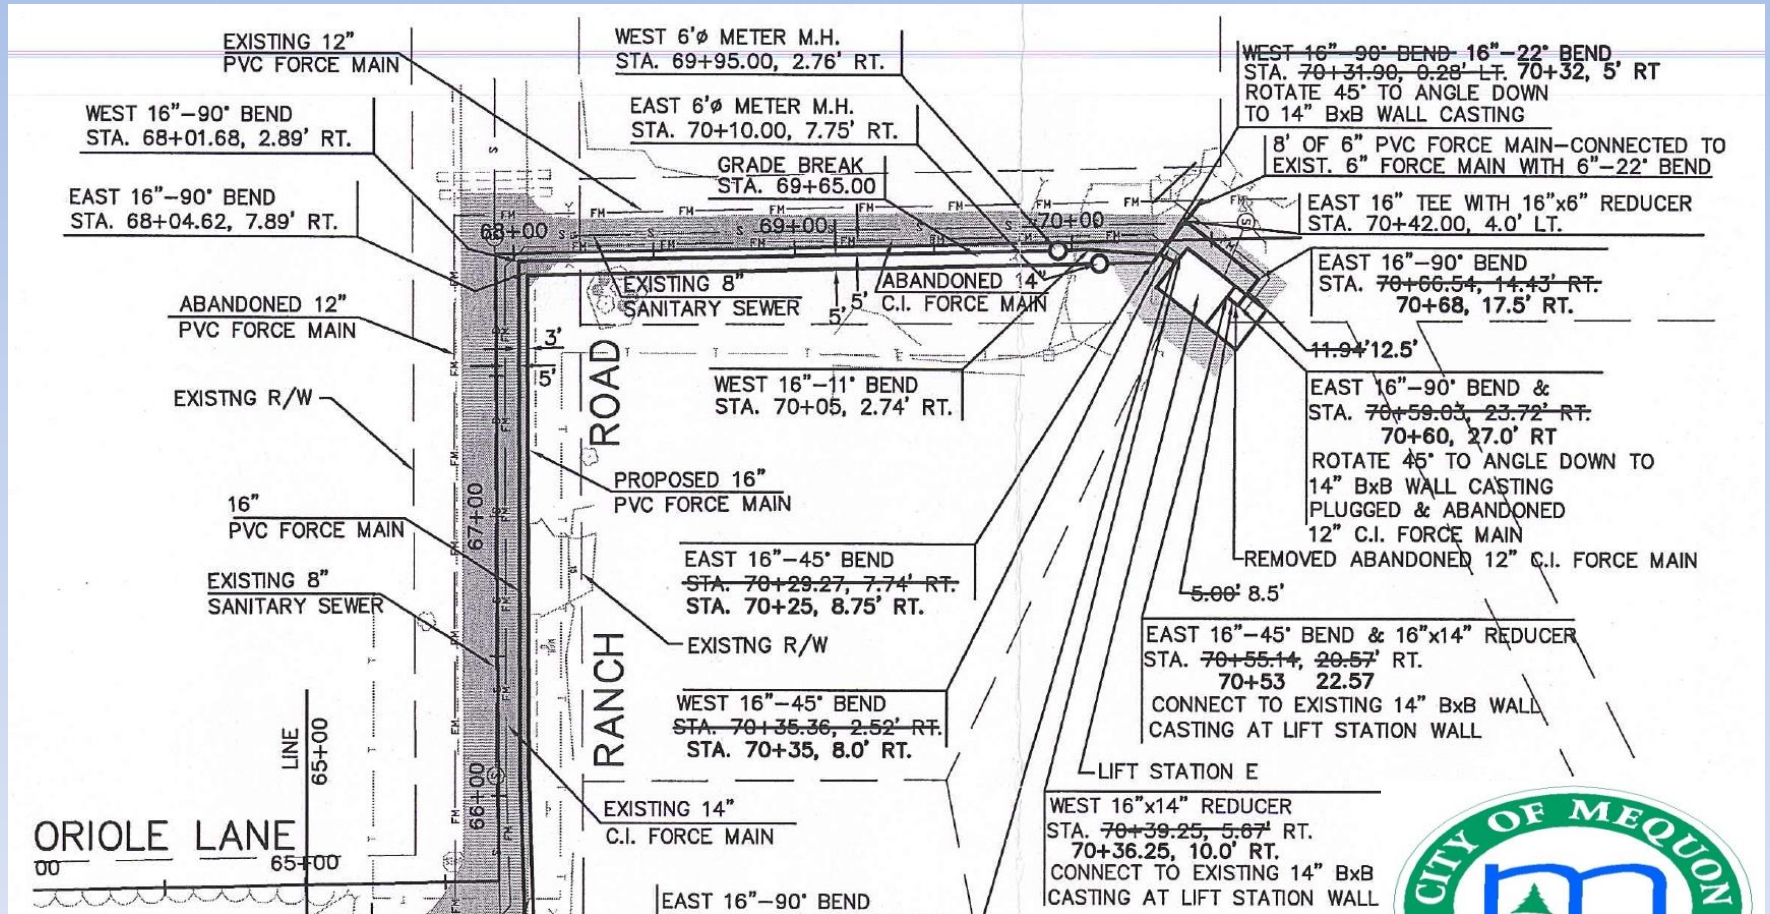 EXISTING 12"
PVC FORCE MAIN
WEST 16"-90° BEND
STA. 68+01.68, 2.89' RT.
EAST 16"-90° BEND
STA. 68+04.62, 7.89' RT.
ABANDONED 12"
PVC FORCE MAIN
EXISTNG R/W
16"
PVC FORCE MAIN
EXISTING 8"
SANITARY SEWER
LINE
65+00
ORIOLE LANE
00
65+00
WEST 6'ø METER M.H.
STA. 69+95.00, 2.76' RT.
EAST 6'ø METER M.H.
STA. 70+10.00, 7.75' RT.
GRADE BREAK
STA. 69+65.00
68+00
69+00
70+00
67+00
66+00
EXISTING 8"
SANITARY SEWER
ABANDONED 14"
C.I. FORCE MAIN
5'
5'
3'
5'
RANCH ROAD
WEST 16"-11° BEND
STA. 70+05, 2.74' RT.
PROPOSED 16"
PVC FORCE MAIN
EAST 16"-45° BEND
STA. 70+29.27, 7.74' RT.
STA. 70+25, 8.75' RT.
EXISTNG R/W
WEST 16"-45° BEND
STA. 70+35.36, 2.52' RT.
STA. 70+35, 8.0' RT.
EXISTING 14"
C.I. FORCE MAIN
EAST 16"-90° BEND
WEST 16"-90° BEND 16"-22° BEND
STA. 70+31.90, 0.28' LT. 70+32, 5' RT
ROTATE 45° TO ANGLE DOWN
TO 14" BxB WALL CASTING
8' OF 6" PVC FORCE MAIN-CONNECTED TO
EXIST. 6" FORCE MAIN WITH 6"-22° BEND
EAST 16" TEE WITH 16"x6" REDUCER
STA. 70+42.00, 4.0' LT.
EAST 16"-90° BEND
STA. 70+66.54, 14.43' RT.
70+68, 17.5' RT.
11.94' 12.5'
EAST 16"-90° BEND &
STA. 70+59.03, 23.72' RT.
70+60, 27.0' RT
ROTATE 45° TO ANGLE DOWN TO
14" BxB WALL CASTING
PLUGGED & ABANDONED
12" C.I. FORCE MAIN
REMOVED ABANDONED 12" C.I. FORCE MAIN
5.00' 8.5'
EAST 16"-45° BEND & 16"x14" REDUCER
STA. 70+55.14, 20.57' RT.
70+53 22.57
CONNECT TO EXISTING 14" BxB WALL
CASTING AT LIFT STATION WALL
LIFT STATION E
WEST 16"x14" REDUCER
STA. 70+39.25, 5.67' RT.
70+36.25, 10.0' RT.
CONNECT TO EXISTING 14" BxB
CASTING AT LIFT STATION WALL
CITY OF MEQUON